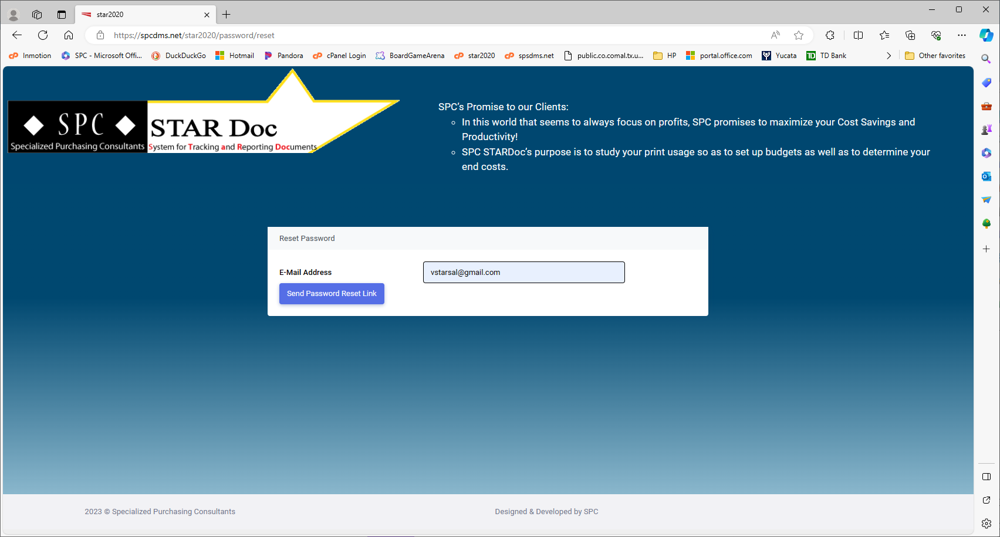 star2020
https://spcdms.net/star2020/password/reset
Inmotion SPC - Microsoft Offi... DuckDuckGo Hotmail Pandora cPanel Login BoardGameArena star2020 spsdms.net public.co.comal.tx.u... HP portal.office.com Yucata TD Bank Other favorites
SPC
Specialized Purchasing Consultants
STAR Doc
System for Tracking and Reporting Documents
SPC's Promise to our Clients:
In this world that seems to always focus on profits, SPC promises to maximize your Cost Savings and
Productivity!
SPC STARDoc's purpose is to study your print usage so as to set up budgets as well as to determine your
end costs.
Reset Password
E-Mail Address vstarsal@gmail.com
Send Password Reset Link
2023 © Specialized Purchasing Consultants Designed & Developed by SPC